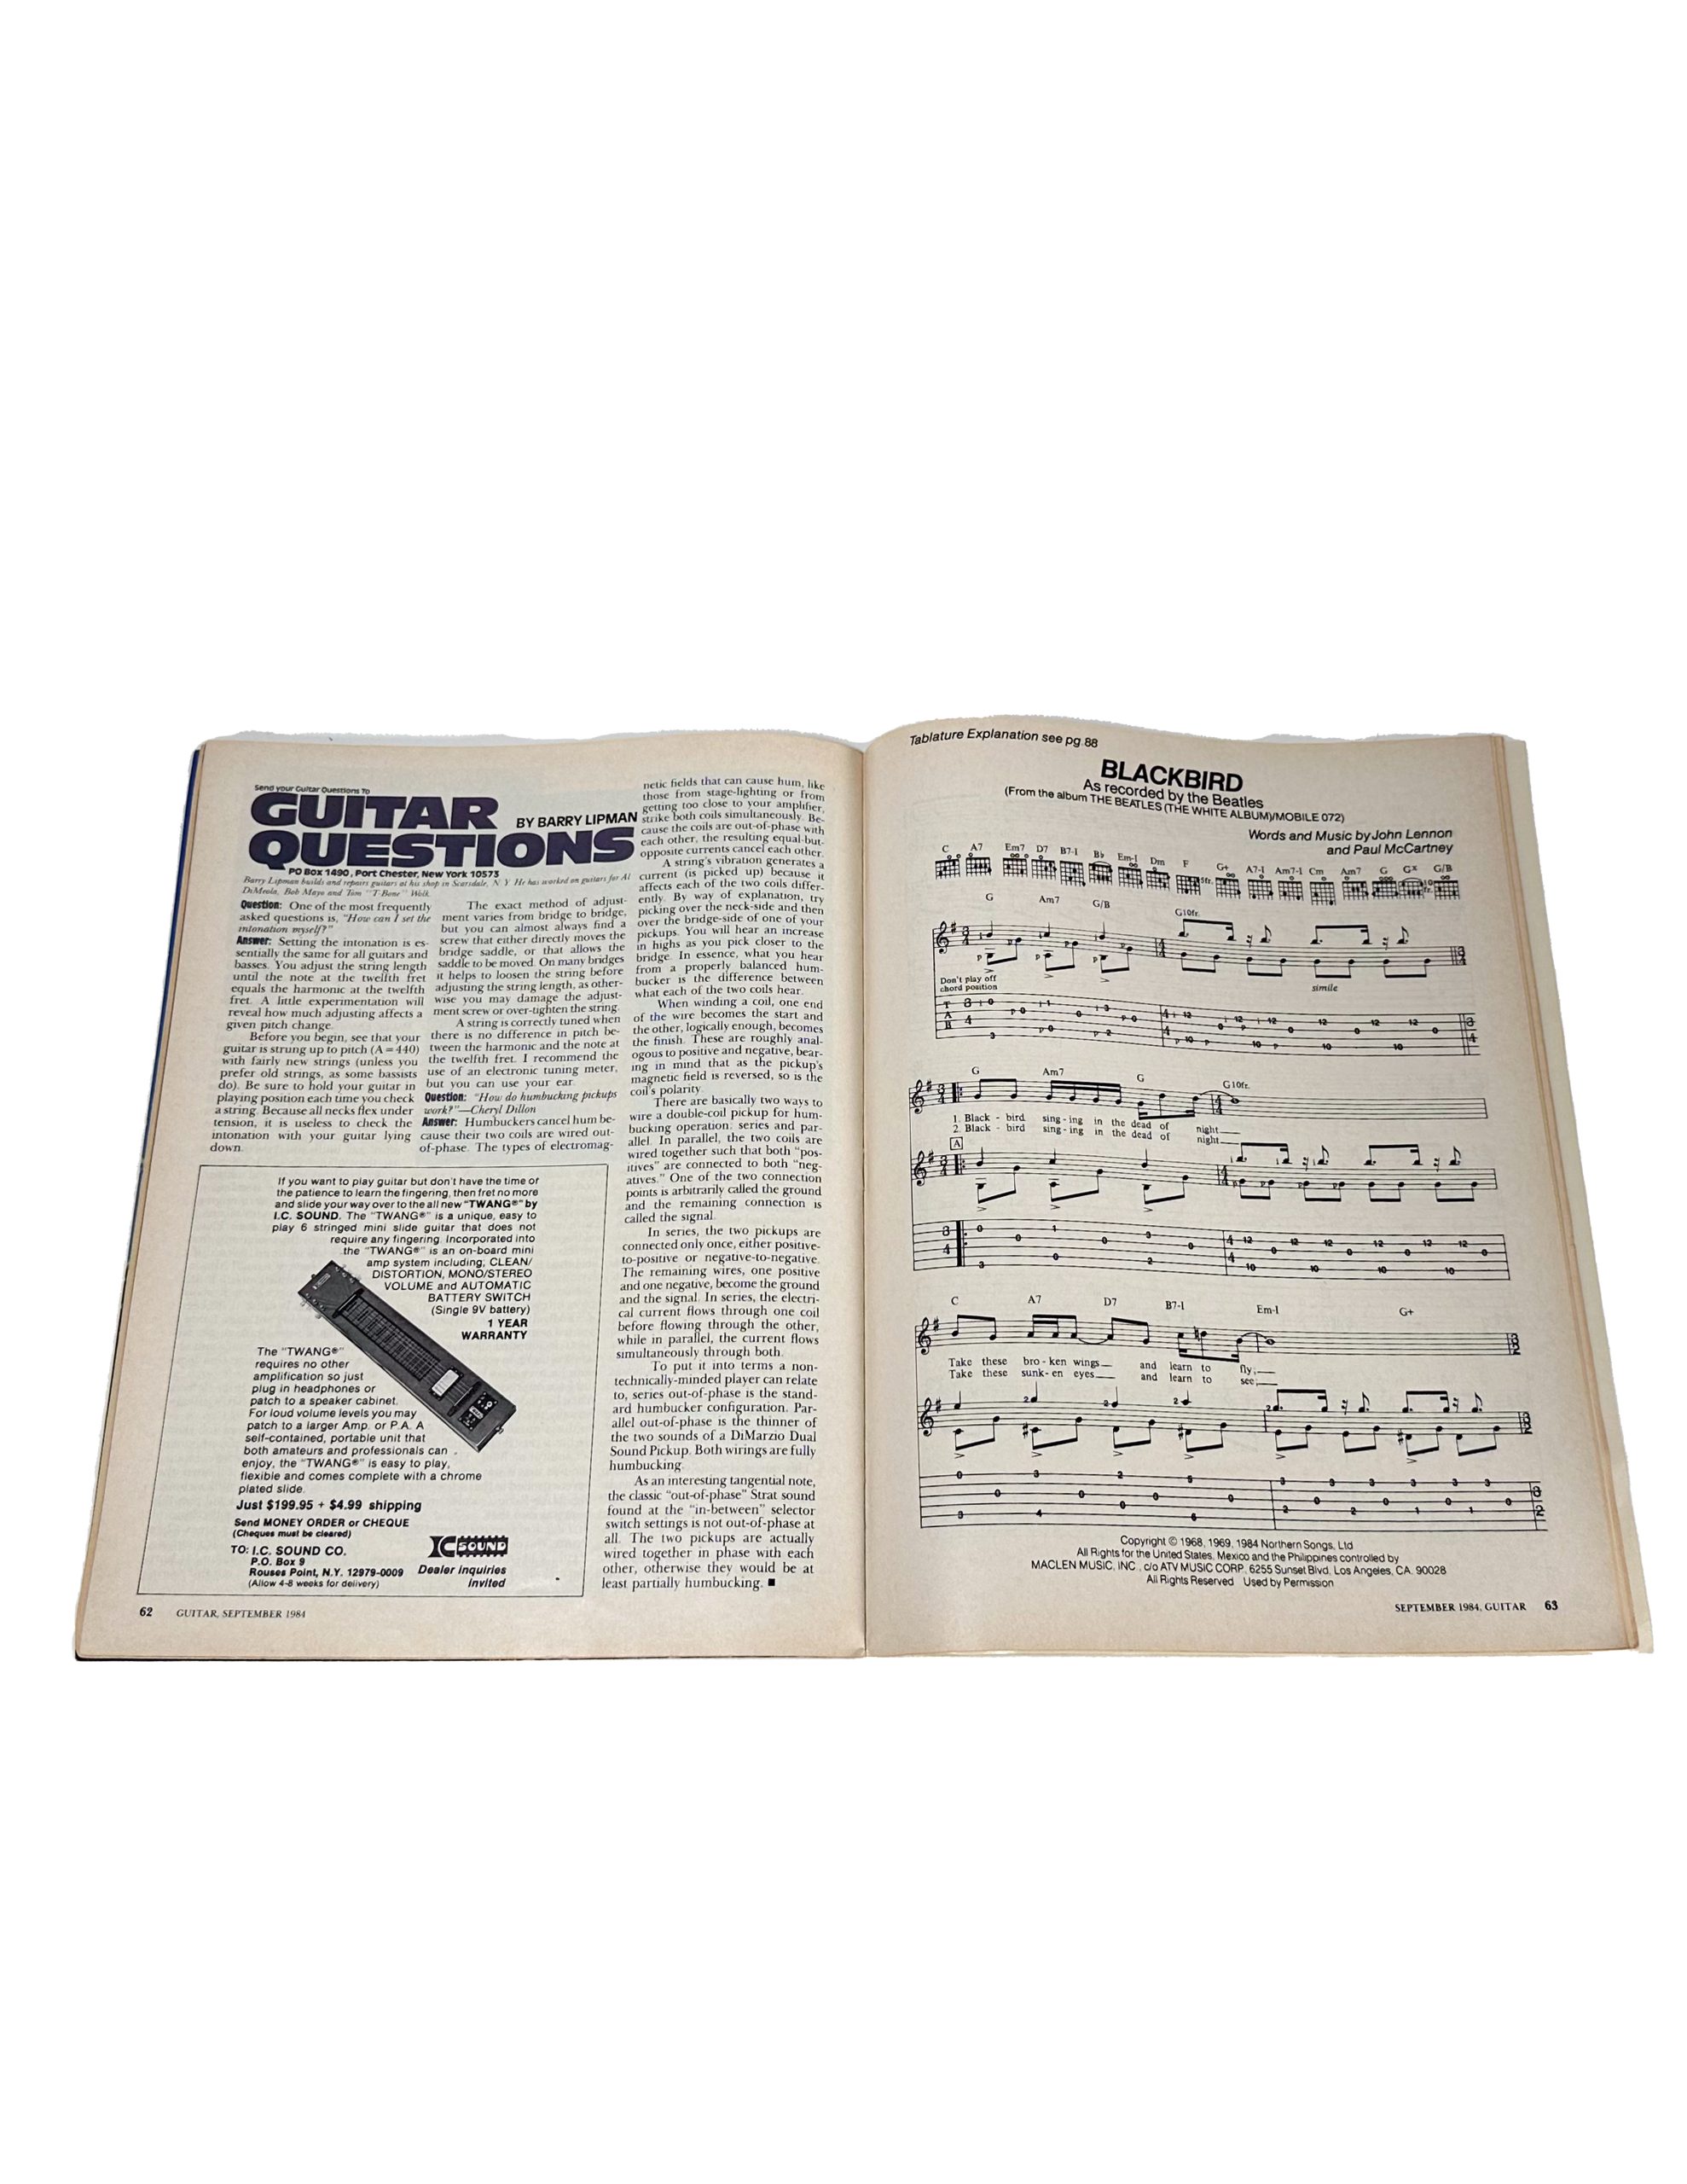 Send your Guitar Questions To
GUITAR
QUESTIONS
BY BARRY LIPMAN
PO Box 1490, Port Chester, New York 10573
Barry Lipman builds and repairs guitars at his shop in Scarsdale, N.Y. He has worked on guitars for Al
DiMeola, Bob Mayo and Tom "T-Bone" Wolk.
Question: One of the most frequently
asked questions is, "How can I set the
intonation myself?"
Answer: Setting the intonation is es-
sentially the same for all guitars and
basses. You adjust the string length
until the note at the twelfth fret
equals the harmonic at the twelfth
fret. A little experimentation will
reveal how much adjusting affects a
given pitch change.
Before you begin, see that your
guitar is strung up to pitch (A=440)
with fairly new strings (unless you
prefer old strings, as some bassists
do). Be sure to hold your guitar in
playing position each time you check
a string. Because all necks flex under
tension, it is useless to check the
intonation with your guitar lying
down.
The exact method of adjust-
ment varies from bridge to bridge,
but you can almost always find a
screw that either directly moves the
bridge saddle, or that allows the
saddle to be moved. On many bridges
it helps to loosen the string before
adjusting the string length, as other-
wise you may damage the adjust-
ment screw or over-tighten the string.
A string is correctly tuned when
there is no difference in pitch be-
tween the harmonic and the note at
the twelfth fret. I recommend the
use of an electronic tuning meter,
but you can use your ear.
Question: "How do humbucking pickups
work?"—Cheryl Dillon
Answer: Humbuckers cancel hum be-
cause their two coils are wired out-
of-phase. The types of electromag-
netic fields that can cause hum, like
those from stage-lighting or from
getting too close to your amplifier,
strike both coils simultaneously. Be-
cause the coils are out-of-phase with
each other, the resulting equal-but-
opposite currents cancel each other.
A string's vibration generates a
current (is picked up) because it
affects each of the two coils differ-
ently. By way of explanation, try
picking over the neck-side and then
over the bridge-side of one of your
pickups. You will hear an increase
in highs as you pick closer to the
bridge. In essence, what you hear
from a properly balanced hum-
bucker is the difference between
what each of the two coils hear.
When winding a coil, one end
of the wire becomes the start and
the other, logically enough, becomes
the finish. These are roughly anal-
ogous to positive and negative, bear-
ing in mind that as the pickup's
magnetic field is reversed, so is the
coil's polarity.
There are basically two ways to
wire a double-coil pickup for hum-
bucking operation: series and par-
allel. In parallel, the two coils are
wired together such that both "pos-
itives" are connected to both "neg-
atives." One of the two connection
points is arbitrarily called the ground
and the remaining connection is
called the signal.
In series, the two pickups are
connected only once, either positive-
to-positive or negative-to-negative.
The remaining wires, one positive
and one negative, become the ground
and the signal. In series, the electri-
cal current flows through one coil
before flowing through the other,
while in parallel, the current flows
simultaneously through both.
To put it into terms a non-
technically-minded player can relate
to, series out-of-phase is the stand-
ard humbucker configuration. Par-
allel out-of-phase is the thinner of
the two sounds of a DiMarzio Dual
Sound Pickup. Both wirings are fully
humbucking.
As an interesting tangential note,
the classic "out-of-phase" Strat sound
found at the "in-between" selector
switch settings is not out-of-phase at
all. The two pickups are actually
wired together in phase with each
other, otherwise they would be at
least partially humbucking. ■
If you want to play guitar but don't have the time of
the patience to learn the fingering, then fret no more
and slide your way over to the all new "TWANG®" by
I.C. SOUND. The "TWANG®" is a unique, easy to
play 6 stringed mini slide guitar that does not
require any fingering. Incorporated into
the "TWANG®" is an on-board mini
amp system including; CLEAN/
DISTORTION, MONO/STEREO
VOLUME and AUTOMATIC
BATTERY SWITCH
(Single 9V battery)
1 YEAR
WARRANTY
The "TWANG®"
requires no other
amplification so just
plug in headphones or
patch to a speaker cabinet.
For loud volume levels you may
patch to a larger Amp. or P.A. A
self-contained, portable unit that
both amateurs and professionals can
enjoy, the "TWANG®" is easy to play,
flexible and comes complete with a chrome
plated slide.
Just $199.95 + $4.99 shipping
Send MONEY ORDER or CHEQUE
(Cheques must be cleared)
TO: I.C. SOUND CO.
P.O. Box 9
Rouses Point, N.Y. 12979-0009
(Allow 4-8 weeks for delivery)
IC SOUND
Dealer inquiries
invited
62 GUITAR, SEPTEMBER 1984
Tablature Explanation see pg. 88
BLACKBIRD
As recorded by the Beatles
(From the album THE BEATLES (THE WHITE ALBUM)/MOBILE 072)
Words and Music by John Lennon
and Paul McCartney
C A7 Em7 D7 B7-I B♭ Em-I Dm F G+ A7-I Am7-I Cm Am7 G G* G/B
5fr.
G Am7 G/B G10fr.
Don't play off
chord position
simile
T
A
B
G Am7 G G10fr.
1. Black - bird sing - ing in the dead of night
2. Black - bird sing - ing in the dead of night
A
C A7 D7 B7-I Em-I G+
Take these bro - ken wings and learn to fly,
Take these sunk - en eyes and learn to see;
Copyright © 1968, 1969, 1984 Northern Songs, Ltd
All Rights for the United States, Mexico and the Philippines controlled by
MACLEN MUSIC, INC., c/o ATV MUSIC CORP, 6255 Sunset Blvd, Los Angeles, CA. 90028
All Rights Reserved Used by Permission
SEPTEMBER 1984, GUITAR 63